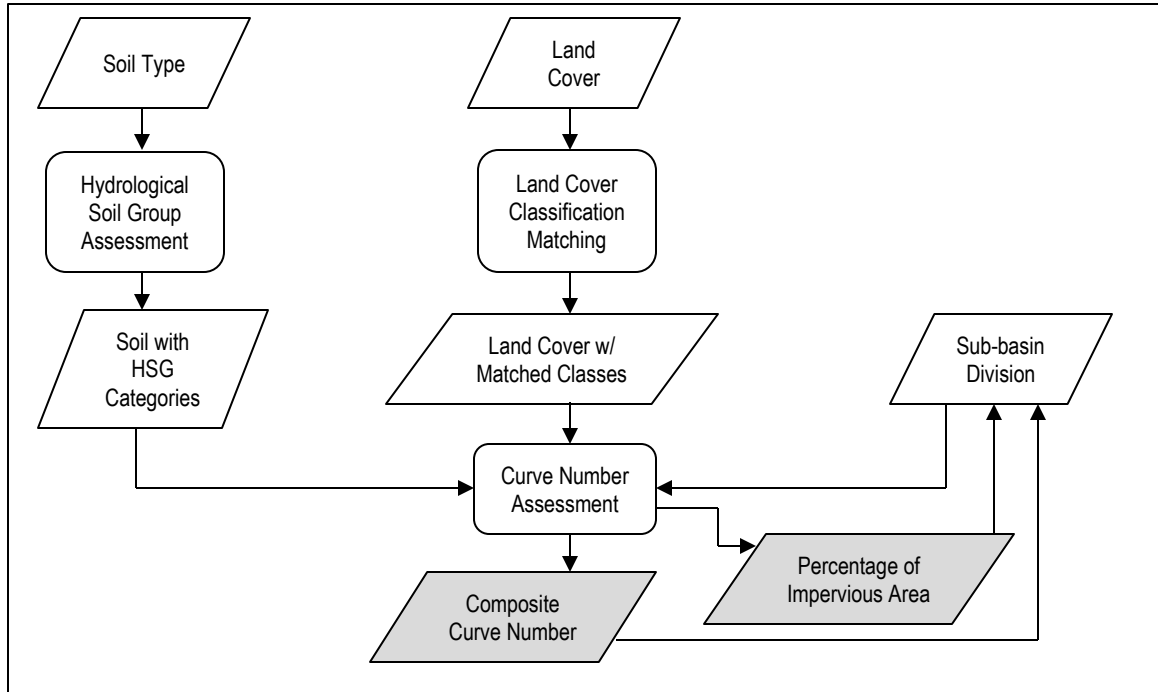 Soil Type
Land
Cover
Hydrological
Soil Group
Assessment
Land Cover
Classification
Matching
Soil with
HSG
Categories
Land Cover w/
Matched Classes
Sub-basin
Division
Curve Number
Assessment
Percentage of
Impervious Area
Composite
Curve Number